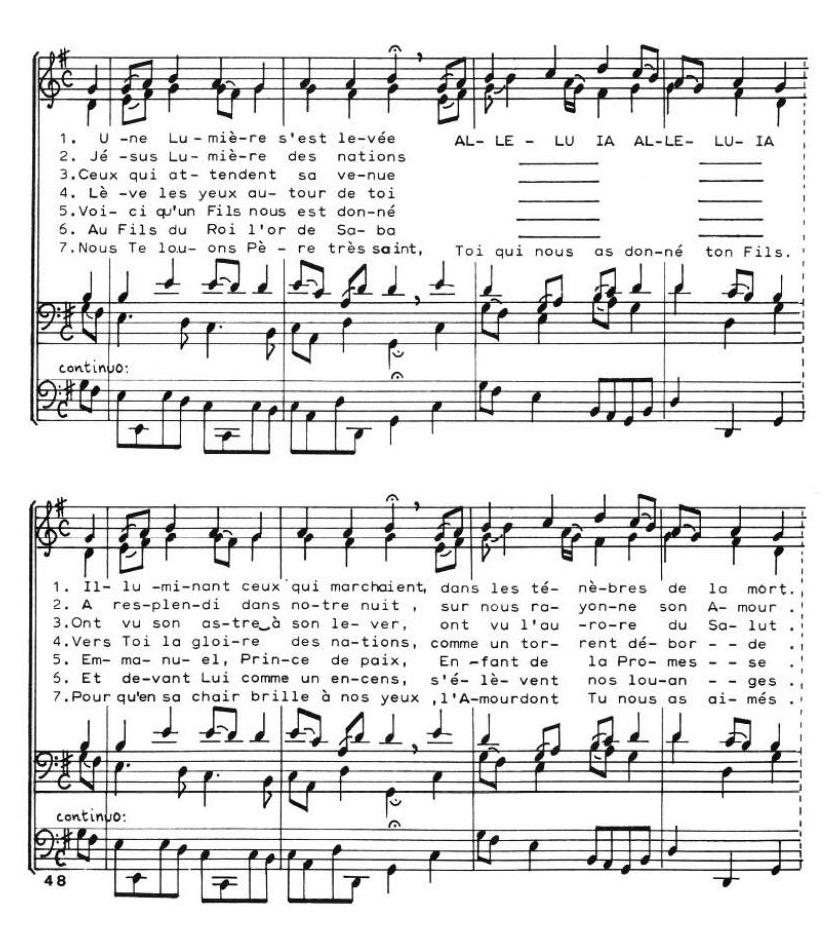 1. U -ne Lu- miè-re s'est le-vée AL- LE - LU IA AL-LE- LU- IA
2. Jé -sus Lu- miè-re des nations
3.Ceux qui at- tendent sa ve-nue
4. Lè -ve les yeux au- tour de toi
5.Voi- ci qu'un Fils nous est don-né
6. Au Fils du Roi l'or de Sa- ba
7.Nous Te lou- ons Pè - re très saint, Toi qui nous as don-né ton Fils.
continuo:
1. Il- lu -mi-nant ceux qui marchaient, dans les té- nè-bres de la mort.
2. A res-plen-di dans no-tre nuit , sur nous ra- yon-ne son A- mour .
3.Ont vu son as-tre à son le- ver, ont vu l'au -ro-re du Sa- lut .
4.Vers Toi la gloi-re des na-tions, comme un tor- rent dé- bor - - de .
5. Em- ma- nu- el, Prin-ce de paix, En -fant de la Pro- mes - - se .
6. Et de-vant Lui comme un en-cens, s'é- lè- vent nos lou-an - -ges .
7.Pour qu'en sa chair brille à nos yeux ,l'A-mourdont Tu nous as ai-més .
continuo:
48